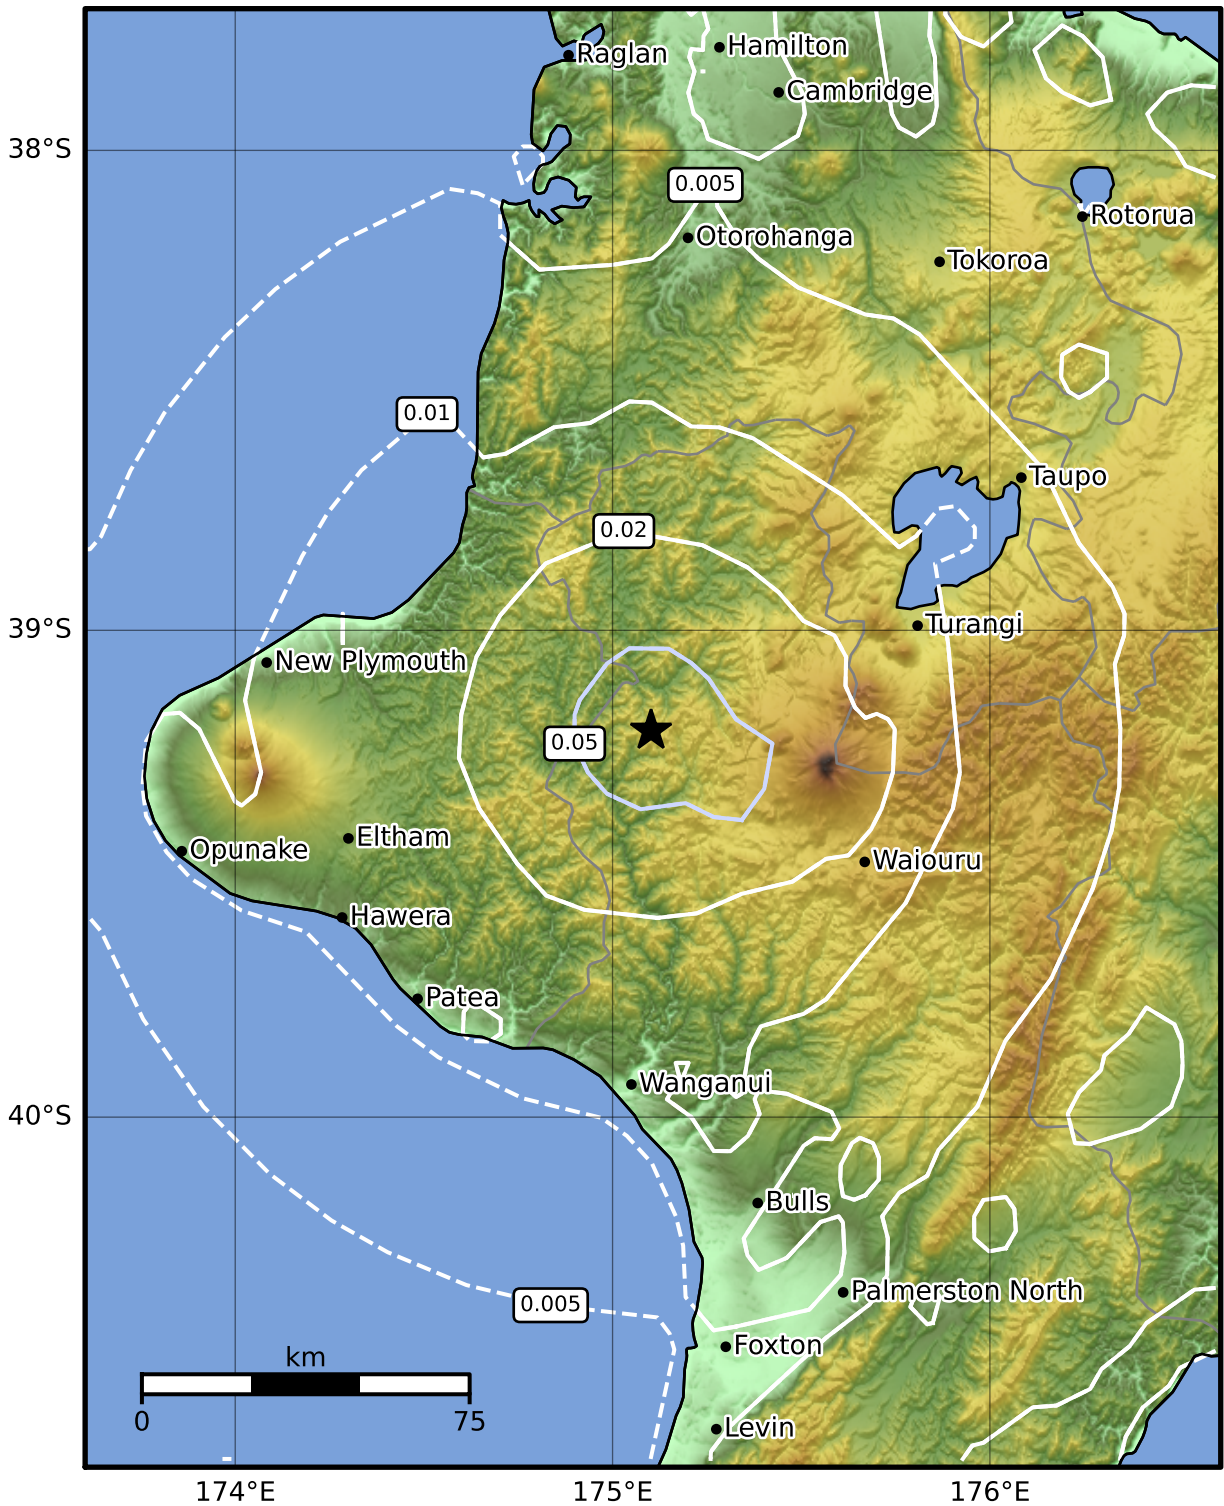 Raglan
Hamilton
Cambridge
38°S
0.005
Rotorua
Otorohanga
Tokoroa
0.01
Taupo
0.02
39°S
Turangi
New Plymouth
0.05
Eltham
Opunake
Waiouru
Hawera
Patea
Wanganui
40°S
Bulls
Palmerston North
0.005
Foxton
km
0 75
Levin
174°E 175°E 176°E